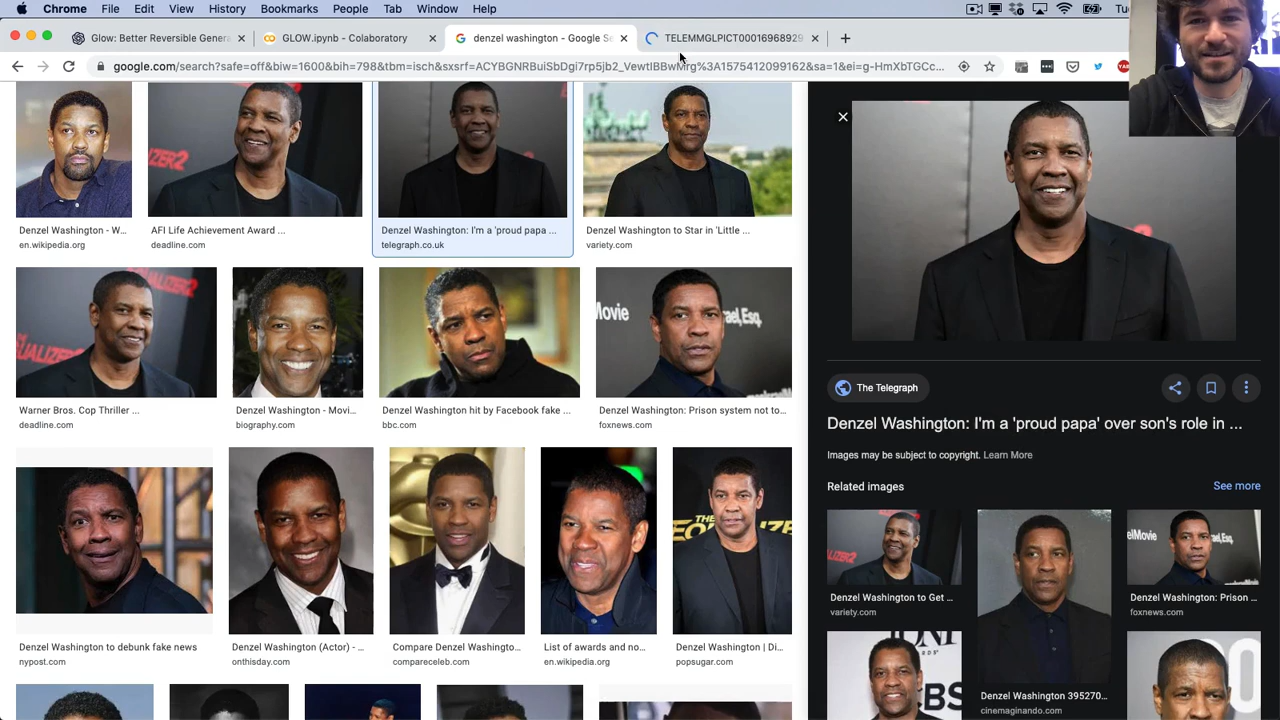 Chrome File Edit View History Bookmarks People Tab Window Help
Glow: Better Reversible Genera
GLOW.ipynb - Colaboratory
denzel washington - Google Se
TELEMMGLPICT0001696892
google.com/search?safe=off&biw=1600&bih=798&tbm=isch&sxsrf=ACYBGNRBuiSbDgi7rp5jb2_VewtIBBwMrg%3A1575412099162&sa=1&ei=g-HmXbTGCc...
Denzel Washington - W...
en.wikipedia.org
AFI Life Achievement Award ...
deadline.com
Denzel Washington: I'm a 'proud papa ...
telegraph.co.uk
Denzel Washington to Star in 'Little ...
variety.com
Warner Bros. Cop Thriller ...
deadline.com
Denzel Washington - Movi...
biography.com
Denzel Washington hit by Facebook fake ...
bbc.com
Movie
rael, Esq.
Denzel Washington: Prison system not to...
foxnews.com
Denzel Washington to debunk fake news
nypost.com
Denzel Washington (Actor) - ...
onthisday.com
Compare Denzel Washingto...
compareceleb.com
List of awards and no...
en.wikipedia.org
THE
Denzel Washington | Di...
popsugar.com
The Telegraph
Denzel Washington: I'm a 'proud papa' over son's role in ...
Images may be subject to copyright. Learn More
Related images
See more
Denzel Washington to Get ...
variety.com
Denzel Washington 395270...
cinemaginando.com
Denzel Washington: Prison ...
foxnews.com
CBS